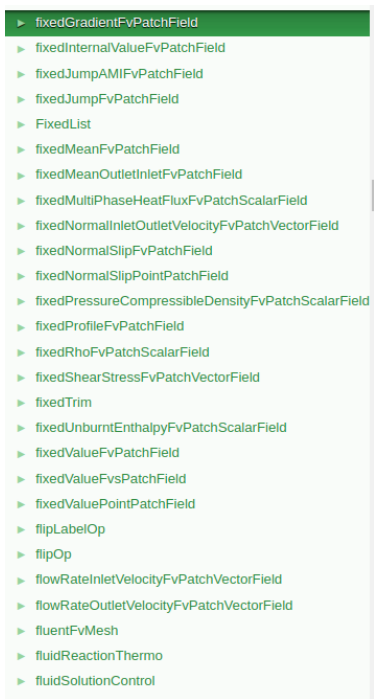 fixedGradientFvPatchField
fixedInternalValueFvPatchField
fixedJumpAMIFvPatchField
fixedJumpFvPatchField
FixedList
fixedMeanFvPatchField
fixedMeanOutletInletFvPatchField
fixedMultiPhaseHeatFluxFvPatchScalarField
fixedNormalInletOutletVelocityFvPatchVectorField
fixedNormalSlipFvPatchField
fixedNormalSlipPointPatchField
fixedPressureCompressibleDensityFvPatchScalarField
fixedProfileFvPatchField
fixedRhoFvPatchScalarField
fixedShearStressFvPatchVectorField
fixedTrim
fixedUnburntEnthalpyFvPatchScalarField
fixedValueFvPatchField
fixedValueFvsPatchField
fixedValuePointPatchField
flipLabelOp
flipOp
flowRateInletVelocityFvPatchVectorField
flowRateOutletVelocityFvPatchVectorField
fluentFvMesh
fluidReactionThermo
fluidSolutionControl